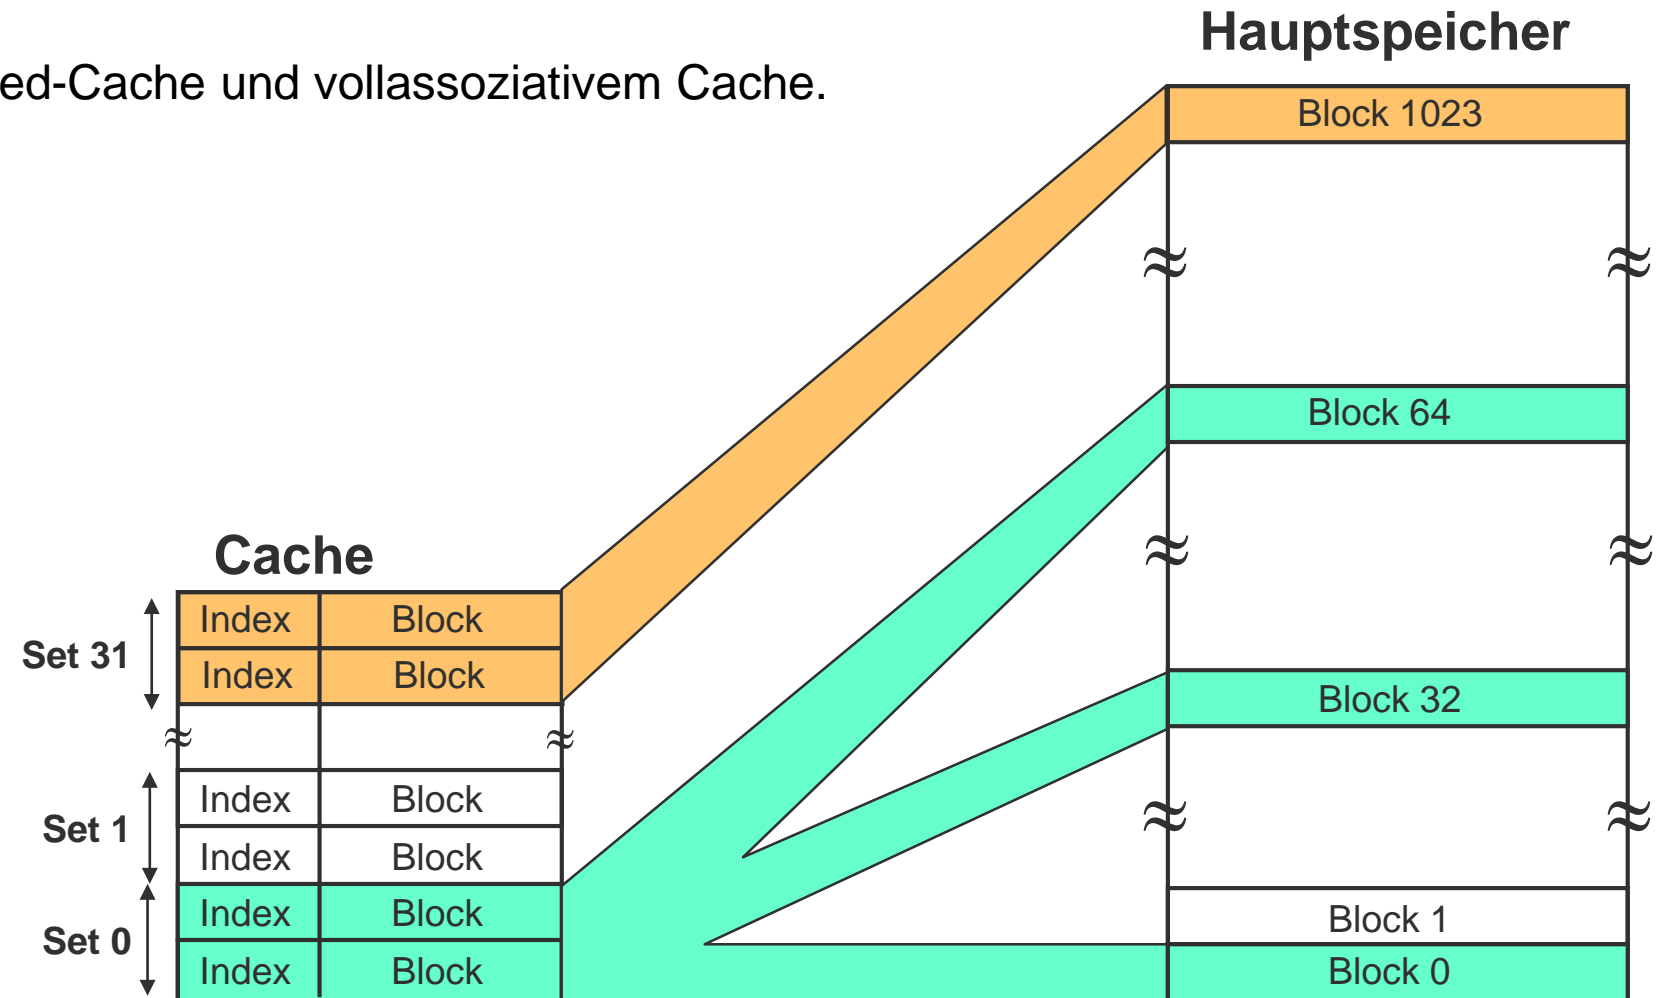 Hauptspeicher
ed-Cache und vollassoziativem Cache.
Block 1023
Block 64
Cache
Index Block
Set 31
Index Block
Block 32
Index Block
Set 1
Index Block
Index Block
Block 1
Set 0
Index Block
Block 0